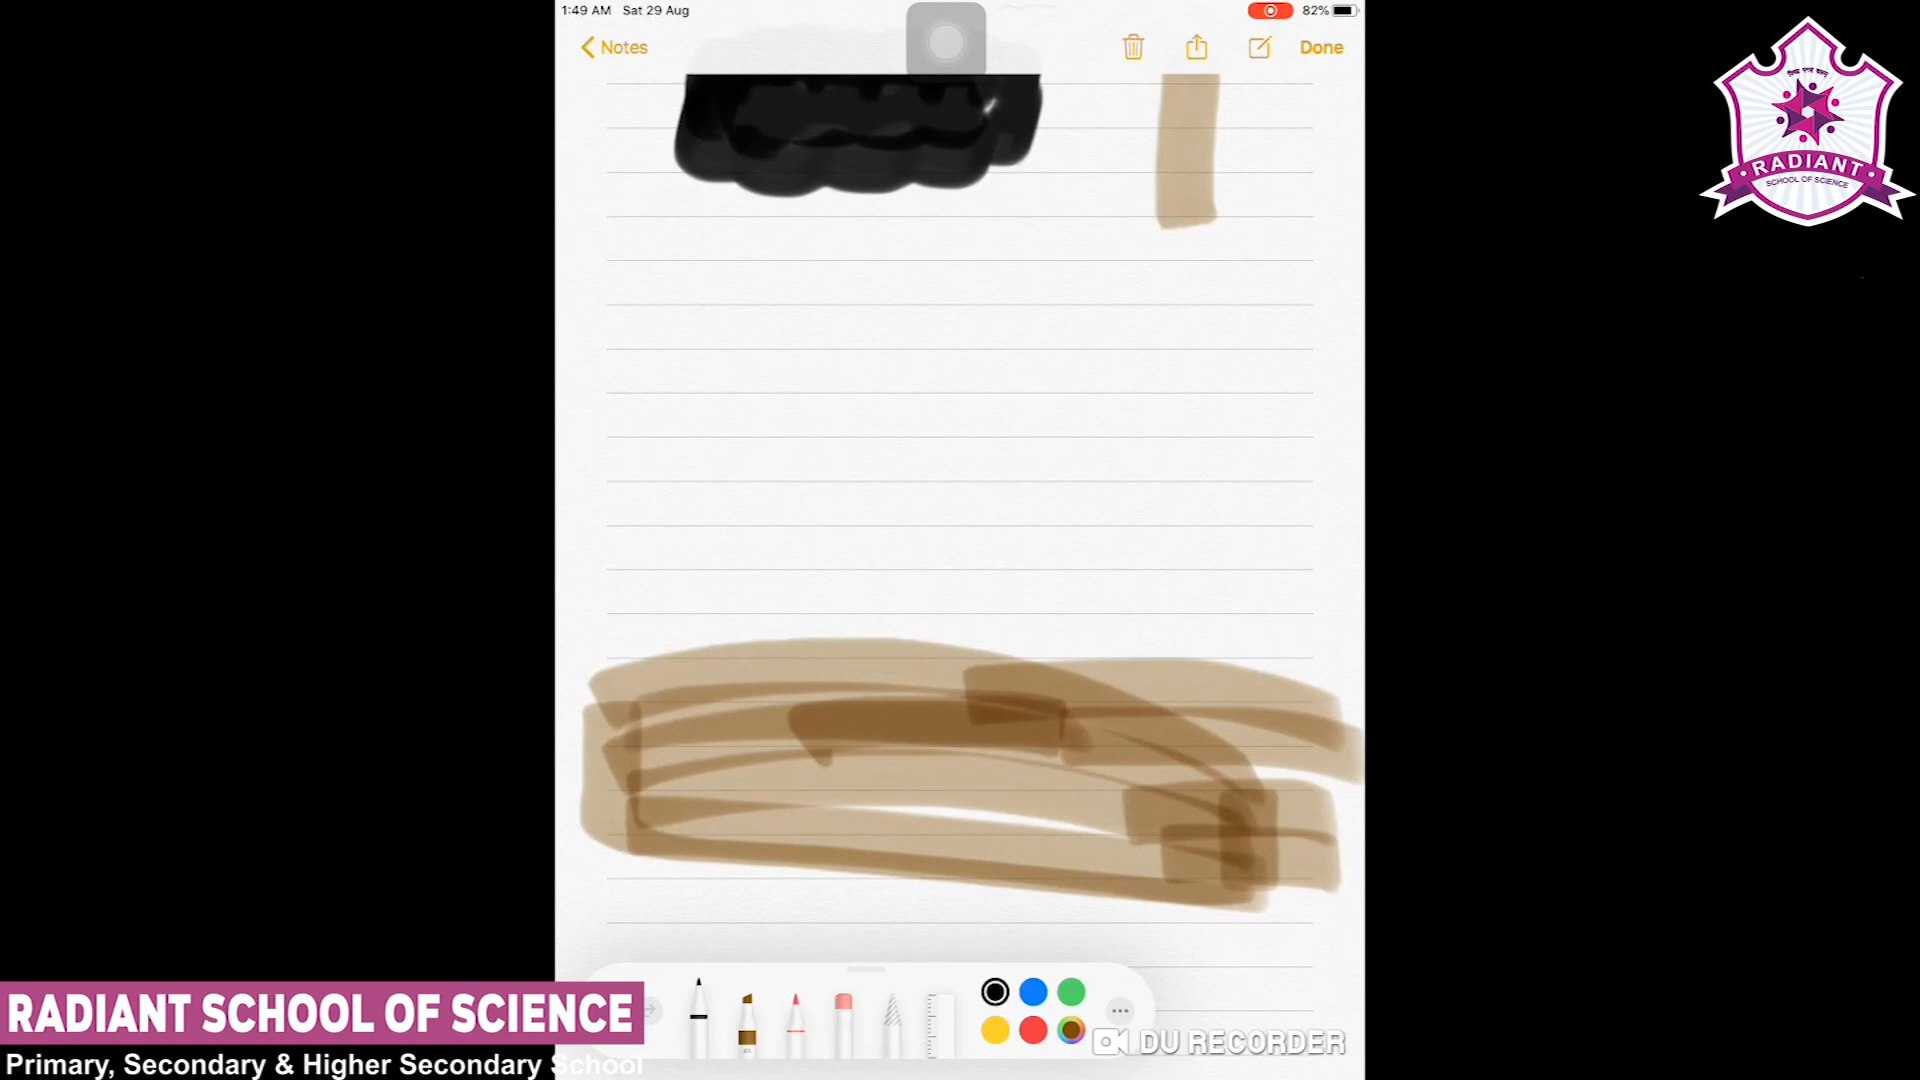 1:49 AM Sat 29 Aug
82%
Notes
Done
RADIANT
SCHOOL OF SCIENCE
RADIANT SCHOOL OF SCIENCE
Primary, Secondary & Higher Secondary School
DU RECORDER